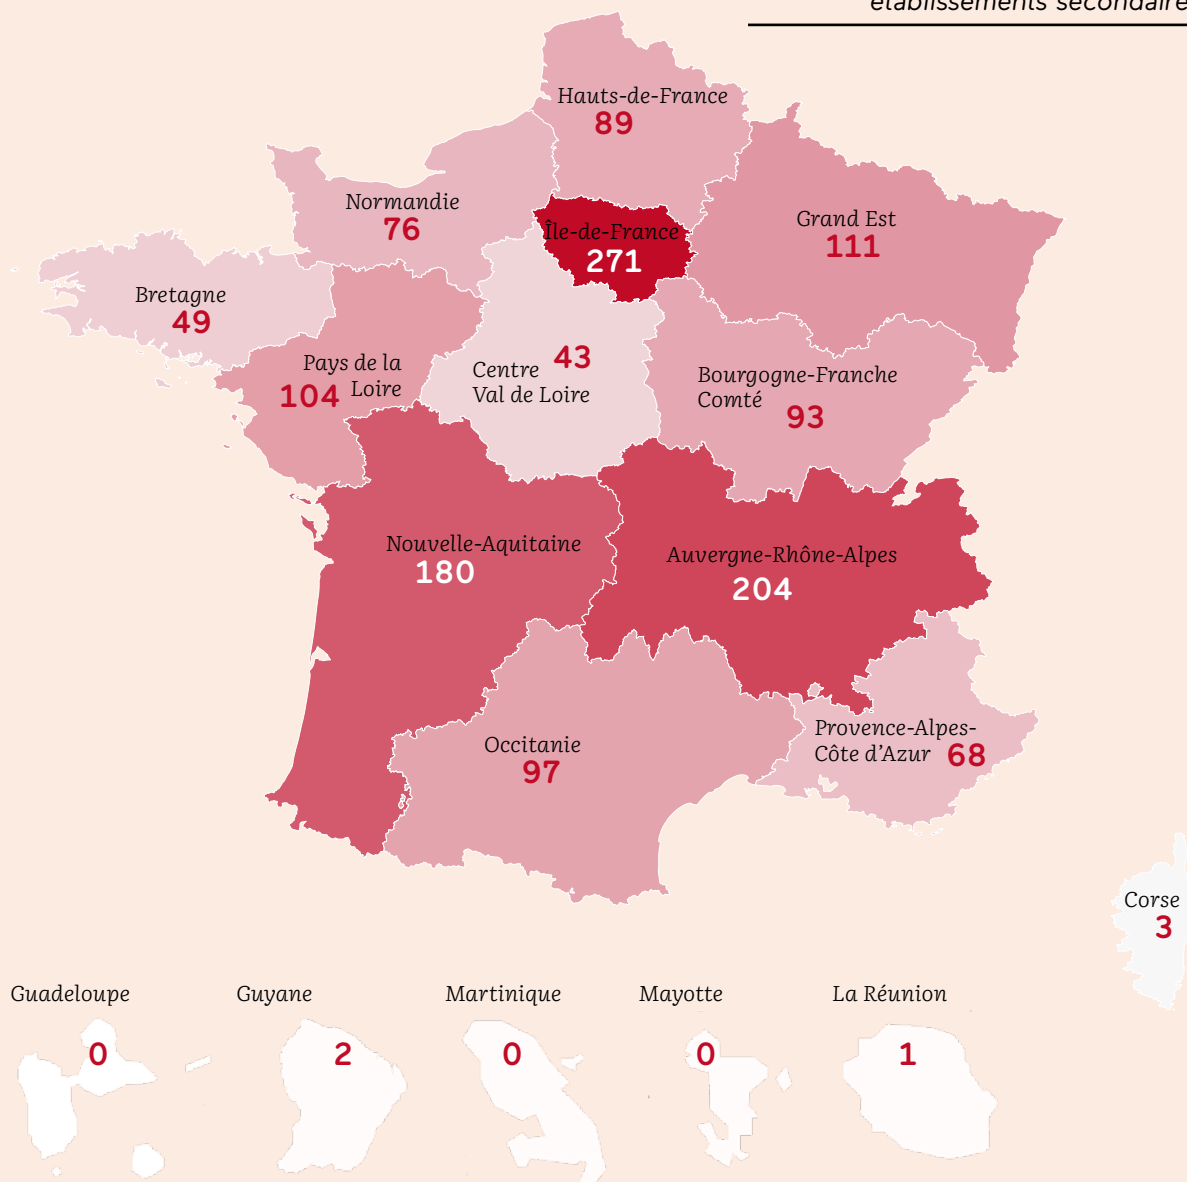 établissements secondaire
Hauts-de-France
89
Normandie
76
Île-de-France
271
Grand Est
111
Bretagne
49
Pays de la
Loire
104
Centre
Val de Loire
43
Bourgogne-Franche
Comté
93
Nouvelle-Aquitaine
180
Auvergne-Rhône-Alpes
204
Occitanie
97
Provence-Alpes-
Côte d'Azur 68
Corse
3
Guadeloupe
0
Guyane
2
Martinique
0
Mayotte
0
La Réunion
1